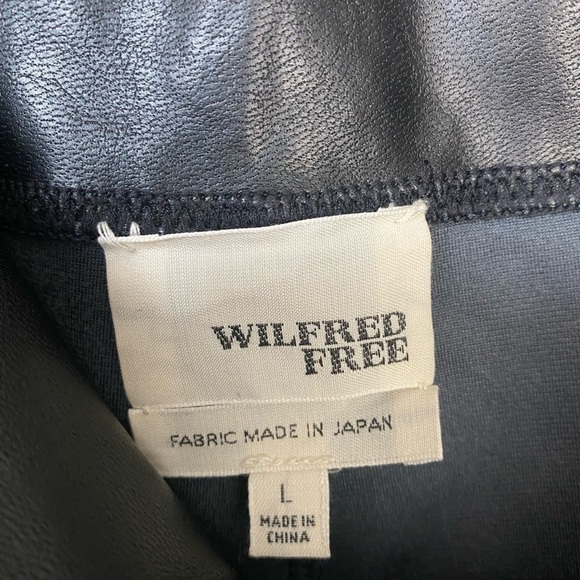 WILFRED
FREE
FABRIC MADE IN JAPAN
L
MADE IN
CHINA